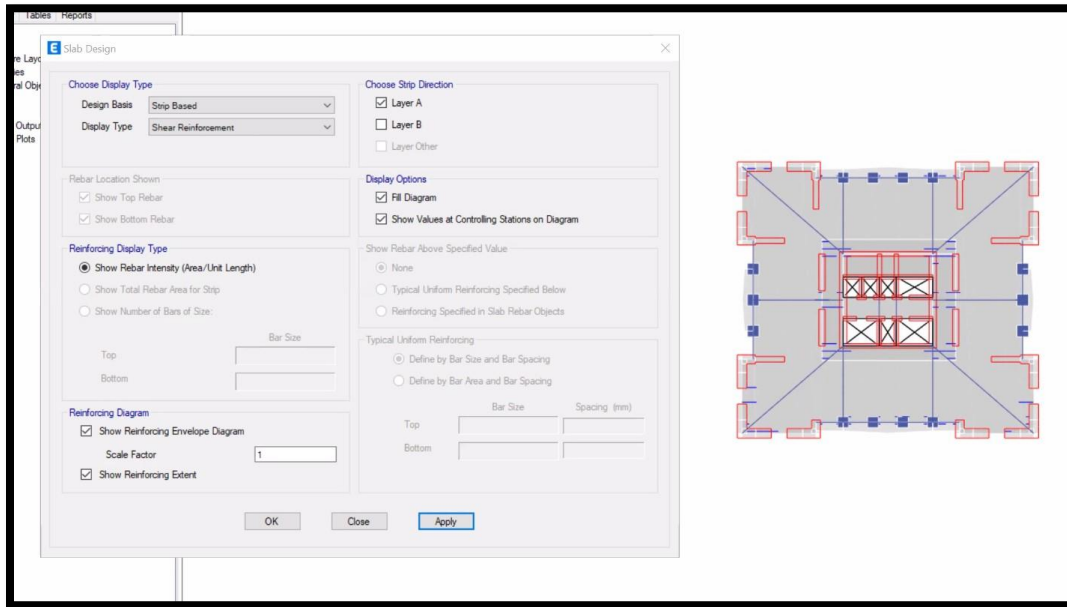 Tables Reports
re Layo
es
ral Obje
Output
Plots
E Slab Design
Choose Display Type
Design Basis Strip Based
Display Type Shear Reinforcement
Choose Strip Direction
Layer A
Layer B
Layer Other
Rebar Location Shown
Show Top Rebar
Show Bottom Rebar
Display Options
Fill Diagram
Show Values at Controlling Stations on Diagram
Reinforcing Display Type
Show Rebar Intensity (Area/Unit Length)
Show Total Rebar Area for Strip
Show Number of Bars of Size:
Bar Size
Top
Bottom
Show Rebar Above Specified Value
None
Typical Uniform Reinforcing Specified Below
Reinforcing Specified in Slab Rebar Objects
Typical Uniform Reinforcing
Define by Bar Size and Bar Spacing
Define by Bar Area and Bar Spacing
Bar Size Spacing (mm)
Top
Bottom
Reinforcing Diagram
Show Reinforcing Envelope Diagram
Scale Factor 1
Show Reinforcing Extent
OK Close Apply